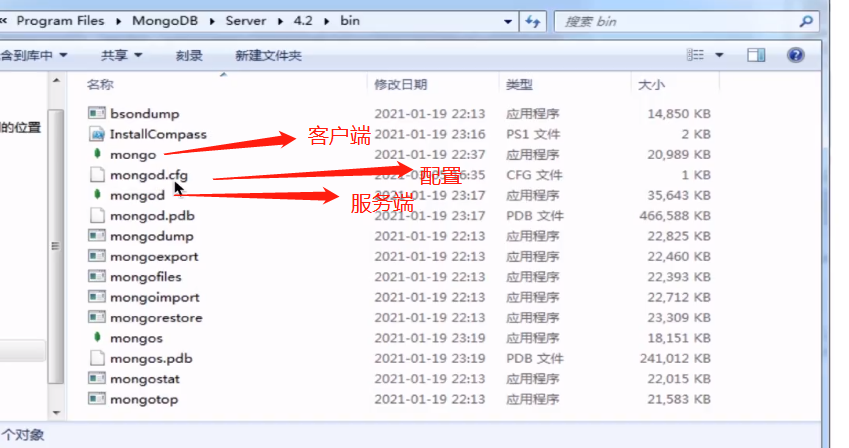 « Program Files ▸ MongoDB ▸ Server ▸ 4.2 ▸ bin
搜索 bin
含到库中 ▼ 共享 ▼ 刻录 新建文件夹
名称 修改日期 类型 大小
的位置
bsondump 2021-01-19 22:13 应用程序 14,850 KB
InstallCompass 2021-01-19 23:16 PS1 文件 2 KB
客户端
mongo 2021-01-19 22:37 应用程序 20,989 KB
mongod.cfg 6:35 CFG 文件 1 KB
配置
mongod 2021-01-19 23:17 应用程序 35,643 KB
服务端
mongod.pdb 2021-01-19 23:17 PDB 文件 466,588 KB
mongodump 2021-01-19 22:13 应用程序 22,825 KB
mongoexport 2021-01-19 22:13 应用程序 22,460 KB
mongofiles 2021-01-19 22:13 应用程序 22,393 KB
mongoimport 2021-01-19 22:13 应用程序 22,712 KB
mongorestore 2021-01-19 22:13 应用程序 23,309 KB
mongos 2021-01-19 23:19 应用程序 18,151 KB
mongos.pdb 2021-01-19 23:19 PDB 文件 241,012 KB
mongostat 2021-01-19 22:13 应用程序 22,015 KB
mongotop 2021-01-19 22:13 应用程序 21,583 KB
个对象